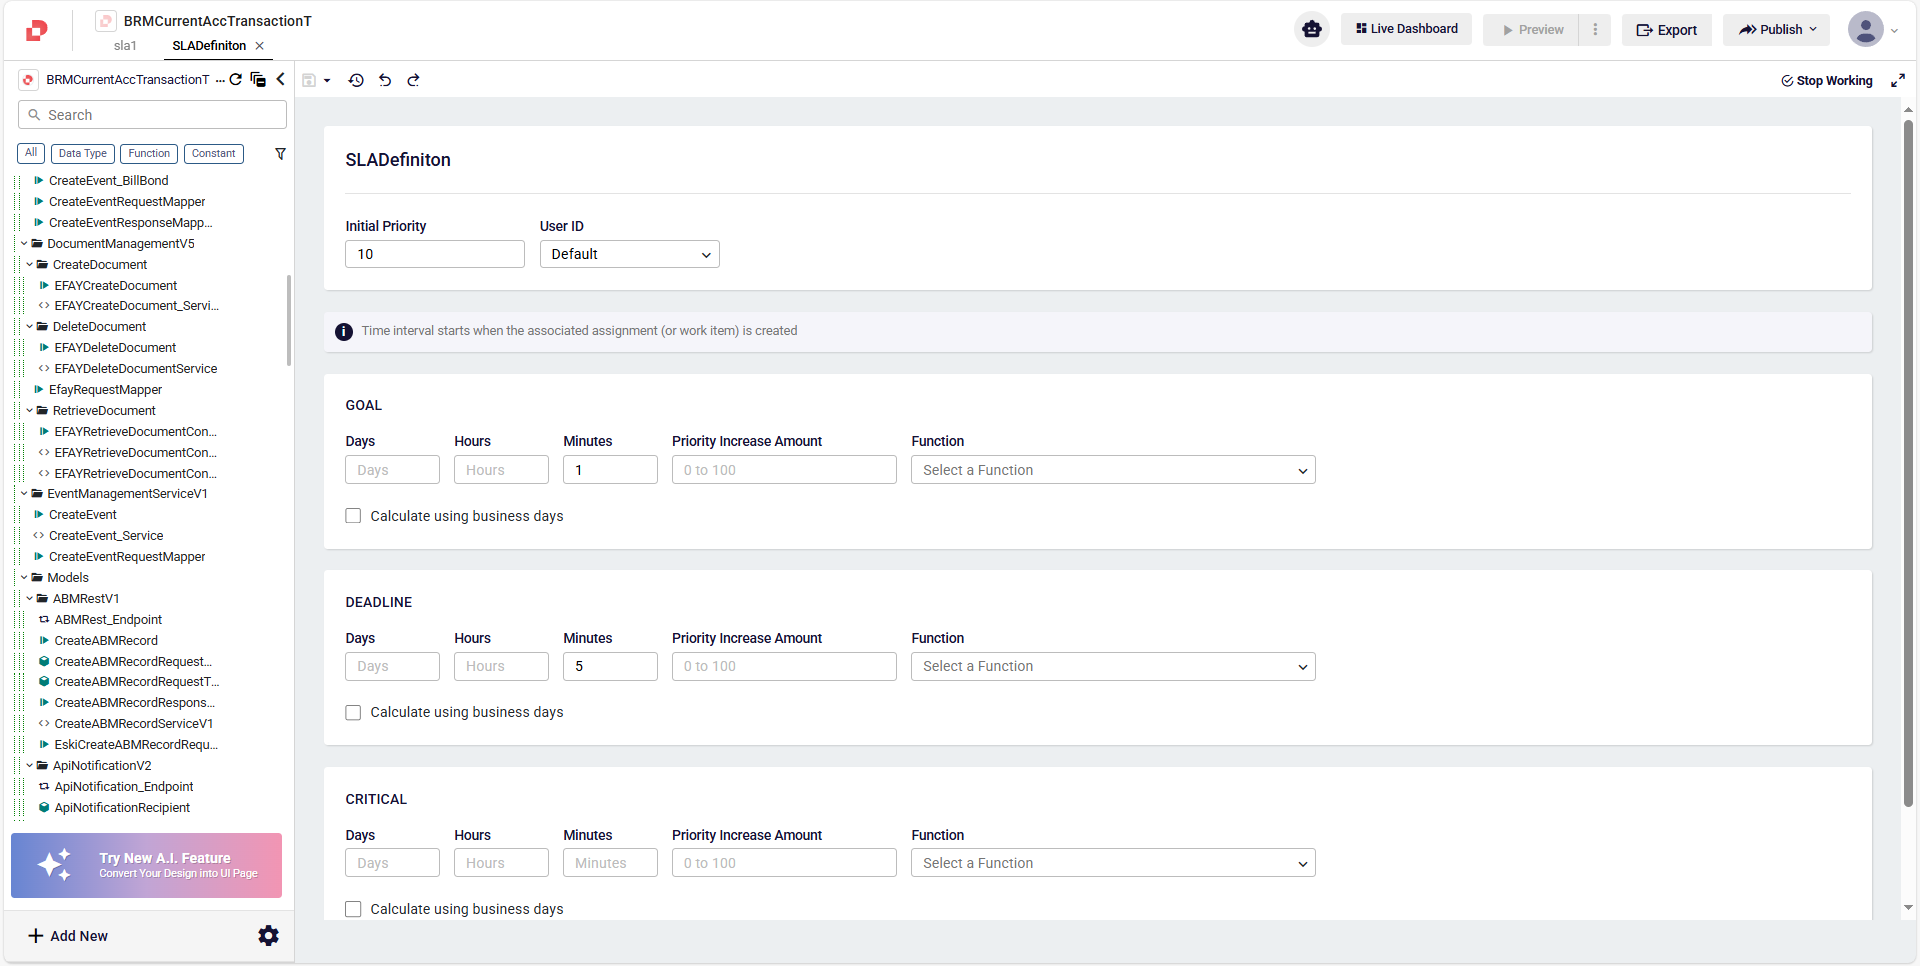 BRMCurrentAccTransactionT
sla1 SLADefiniton
Live Dashboard
Preview
Export
Publish
BRMCurrentAccTransactionT ...
Stop Working
Search
All Data Type Function Constant
CreateEvent_BillBond
CreateEventRequestMapper
CreateEventResponseMapp...
DocumentManagementV5
CreateDocument
EFAYCreateDocument
EFAYCreateDocument_Servi...
DeleteDocument
EFAYDeleteDocument
EFAYDeleteDocumentService
EfayRequestMapper
RetrieveDocument
EFAYRetrieveDocumentCon...
EFAYRetrieveDocumentCon...
EFAYRetrieveDocumentCon...
EventManagementServiceV1
CreateEvent
CreateEvent_Service
CreateEventRequestMapper
Models
ABMRestV1
ABMRest_Endpoint
CreateABMRecord
CreateABMRecordRequest...
CreateABMRecordRequestT...
CreateABMRecordRespons...
CreateABMRecordServiceV1
EskiCreateABMRecordRequ...
ApiNotificationV2
ApiNotification_Endpoint
ApiNotificationRecipient
Try New A.I. Feature
Convert Your Design into UI Page
Add New
SLADefiniton
Initial Priority User ID
10 Default
Time interval starts when the associated assignment (or work item) is created
GOAL
Days Hours Minutes Priority Increase Amount Function
Days Hours 1 0 to 100 Select a Function
Calculate using business days
DEADLINE
Days Hours Minutes Priority Increase Amount Function
Days Hours 5 0 to 100 Select a Function
Calculate using business days
CRITICAL
Days Hours Minutes Priority Increase Amount Function
Days Hours Minutes 0 to 100 Select a Function
Calculate using business days